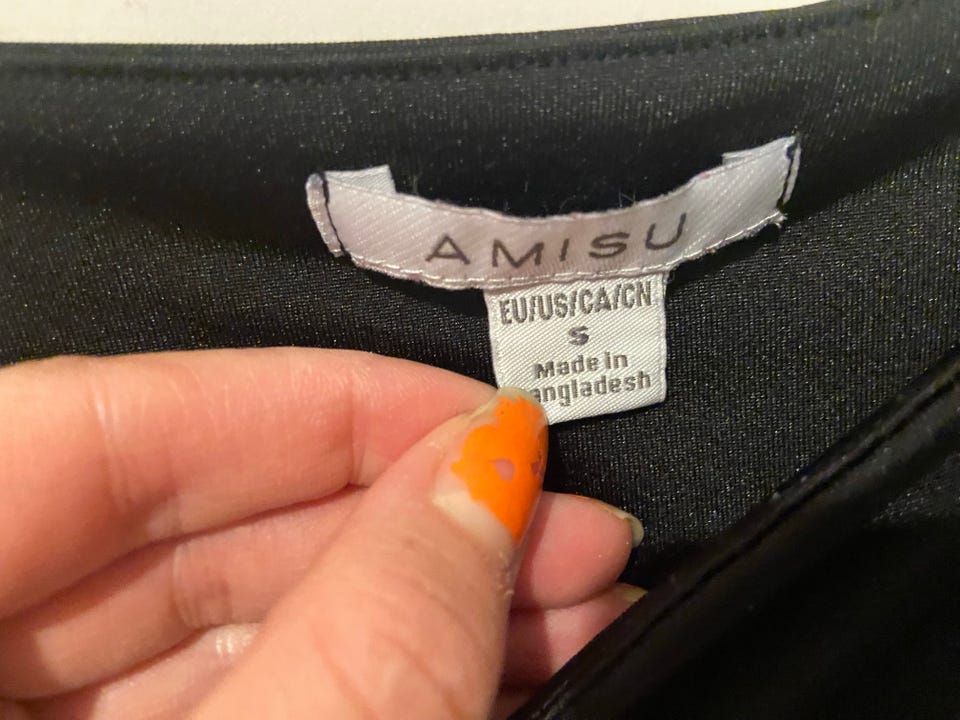 AMISU
EU/US/CA/CN
S
Made in
angladesh